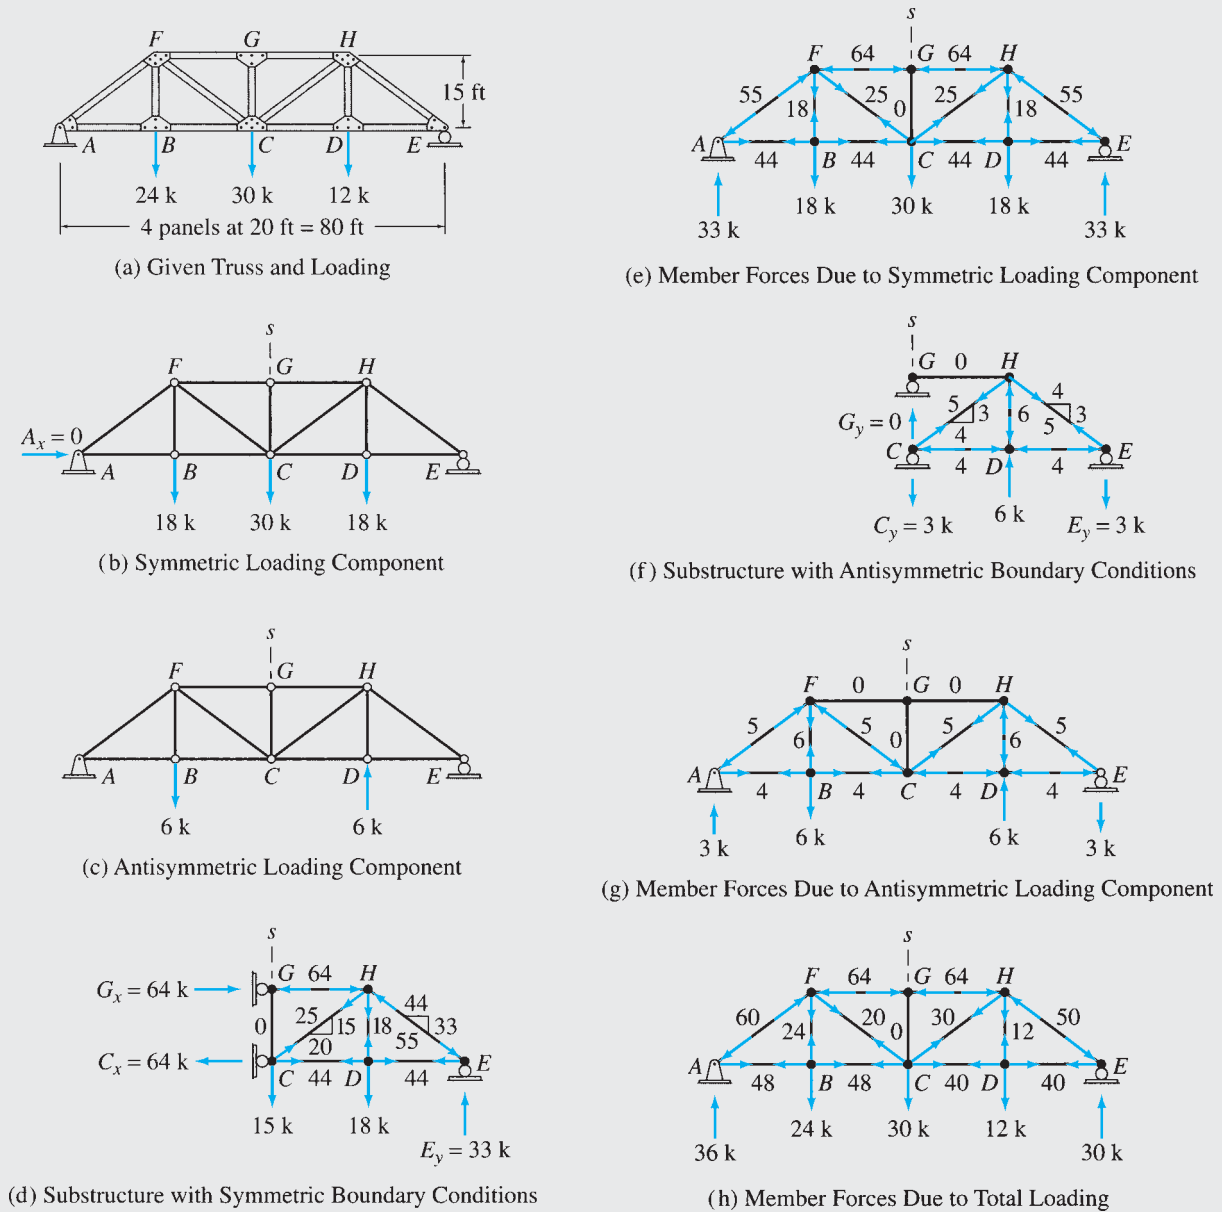 F G H
15 ft
A B C D E
24 k 30 k 12 k
4 panels at 20 ft = 80 ft
(a) Given Truss and Loading
s
F G H
A_x = 0
A B C D E
18 k 30 k 18 k
(b) Symmetric Loading Component
s
F G H
A B C D E
6 k 6 k
(c) Antisymmetric Loading Component
s
G 64 H
G_x = 64 k
44
0 25 15 18 33
20 55
C_x = 64 k
C 44 D 44 E
15 k 18 k
E_y = 33 k
(d) Substructure with Symmetric Boundary Conditions
s
F 64 G 64 H
55 18 25 0 25 18 55
A E
44 B 44 C 44 D 44
18 k 30 k 18 k
33 k 33 k
(e) Member Forces Due to Symmetric Loading Component
s
G 0 H
4
5 3 6 3
G_y = 0 4 5
C E
4 D 4
6 k
C_y = 3 k E_y = 3 k
(f) Substructure with Antisymmetric Boundary Conditions
s
F 0 G 0 H
5 6 5 0 5 6 5
A E
4 B 4 C 4 D 4
6 k 6 k
3 k 3 k
(g) Member Forces Due to Antisymmetric Loading Component
s
F 64 G 64 H
60 24 20 0 30 12 50
A E
48 B 48 C 40 D 40
24 k 30 k 12 k
36 k 30 k
(h) Member Forces Due to Total Loading